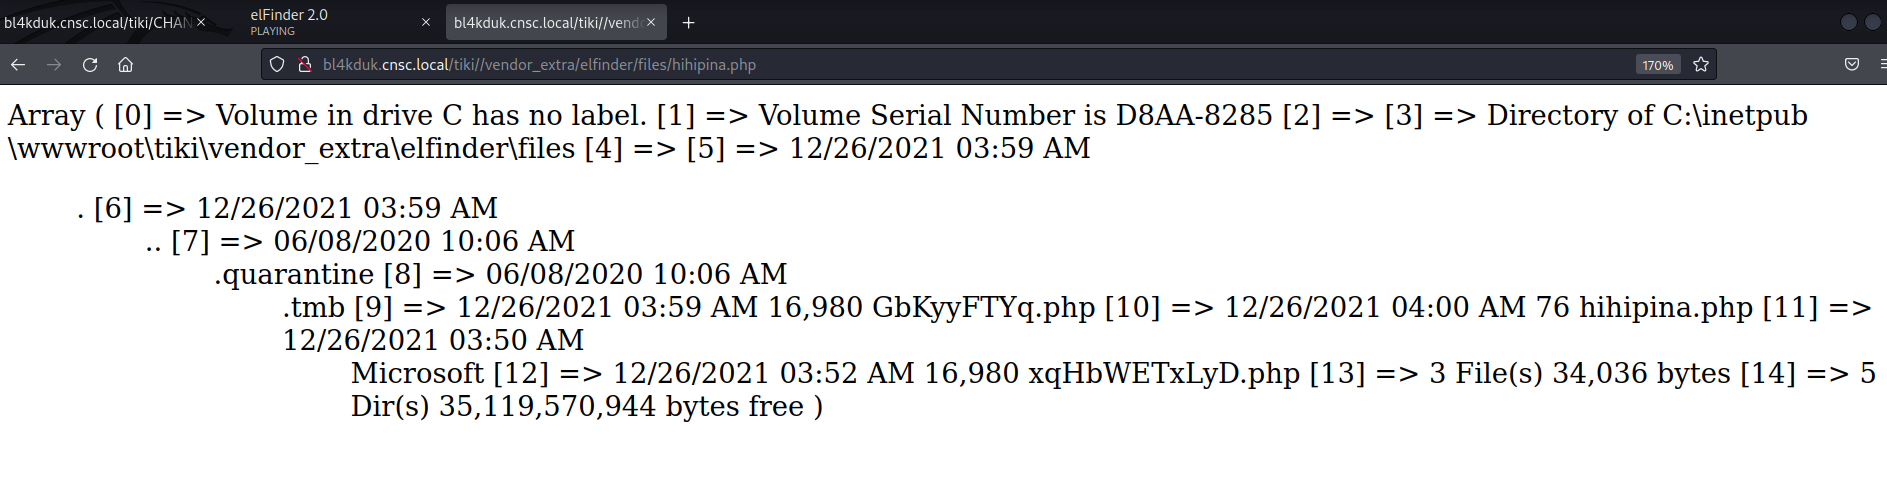 bl4kduk.cnsc.local/tiki/CHAN
elFinder 2.0
PLAYING
bl4kduk.cnsc.local/tiki//vend
bl4kduk.cnsc.local/tiki//vendor_extra/elfinder/files/hihipina.php
170%
Array ( [0] => Volume in drive C has no label. [1] => Volume Serial Number is D8AA-8285 [2] => [3] => Directory of C:\inetpub
\wwwroot\tiki\vendor_extra\elfinder\files [4] => [5] => 12/26/2021 03:59 AM
. [6] => 12/26/2021 03:59 AM
.. [7] => 06/08/2020 10:06 AM
.quarantine [8] => 06/08/2020 10:06 AM
.tmb [9] => 12/26/2021 03:59 AM 16,980 GbKyyFTYq.php [10] => 12/26/2021 04:00 AM 76 hihipina.php [11] =>
12/26/2021 03:50 AM
Microsoft [12] => 12/26/2021 03:52 AM 16,980 xqHbWETxLyD.php [13] => 3 File(s) 34,036 bytes [14] => 5
Dir(s) 35,119,570,944 bytes free )